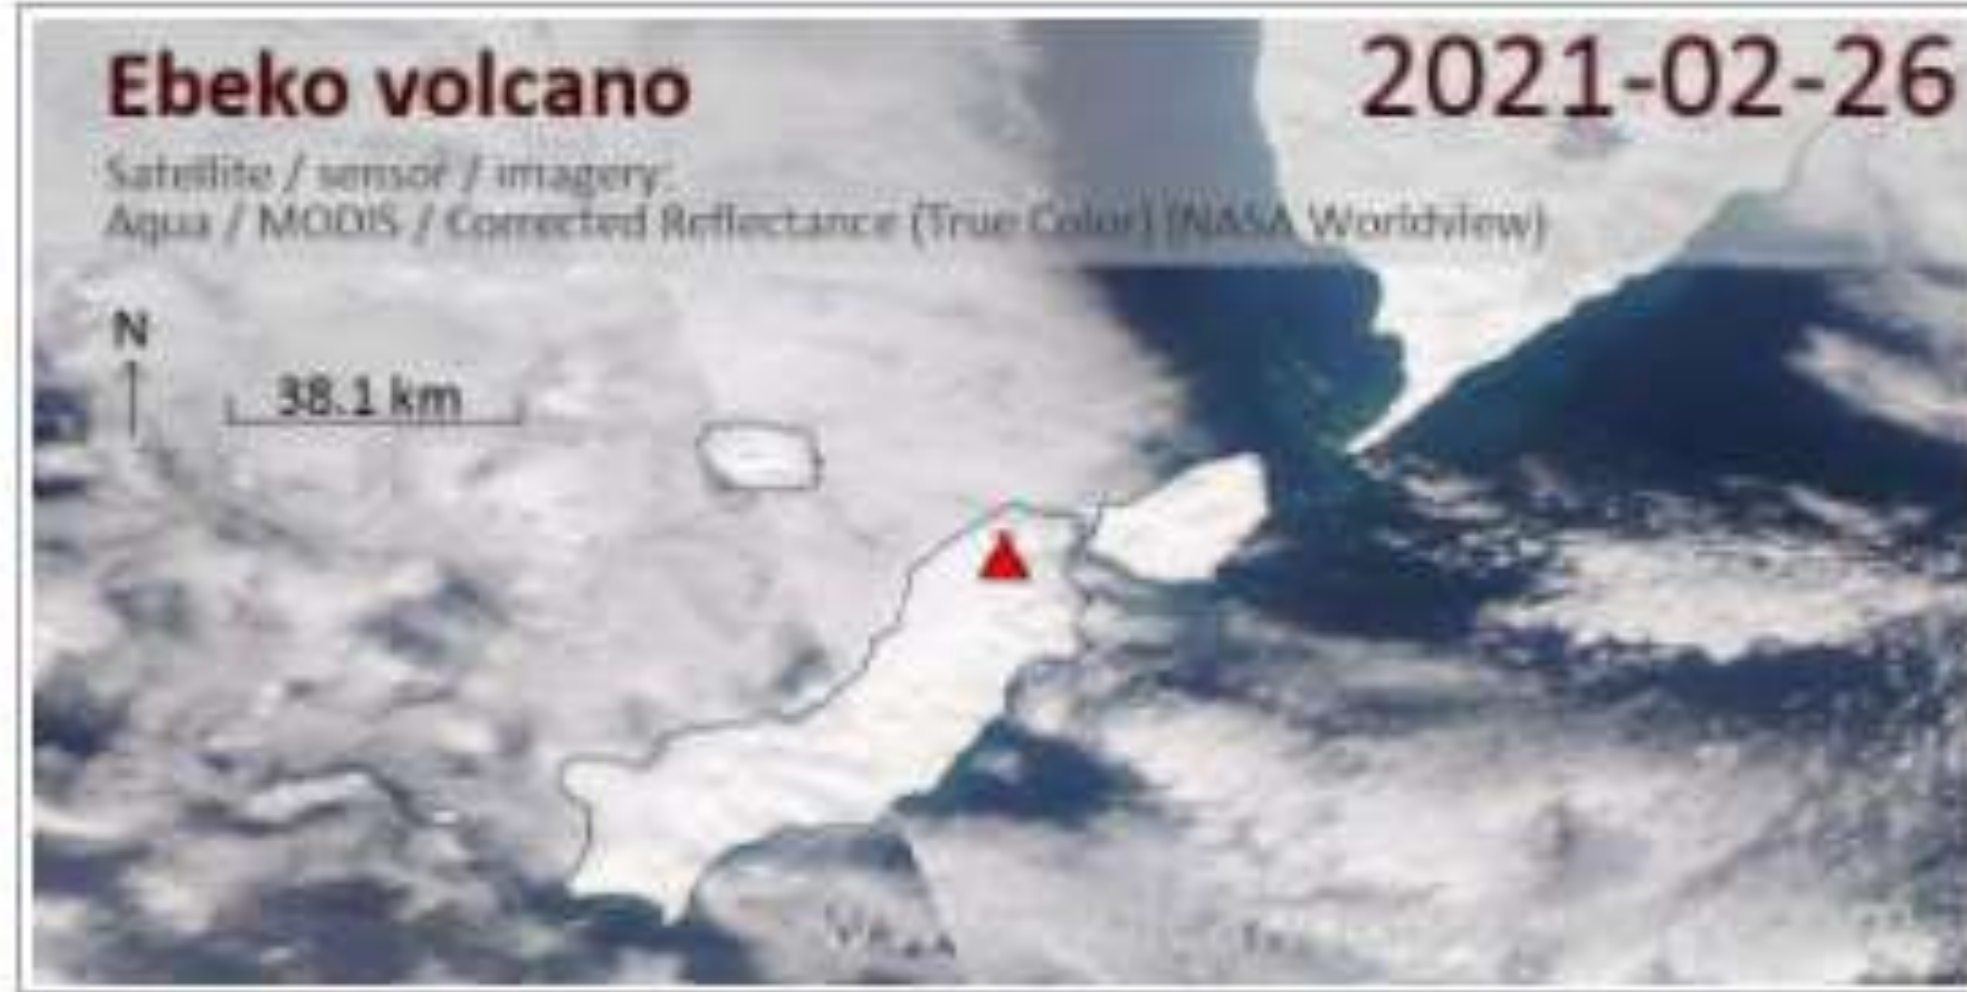 Ebeko volcano
2021-02-26
Satellite / sensor / imagery:
Aqua / MODIS / Corrected Reflectance (True Color) (NASA Worldview)
N
38.1 km